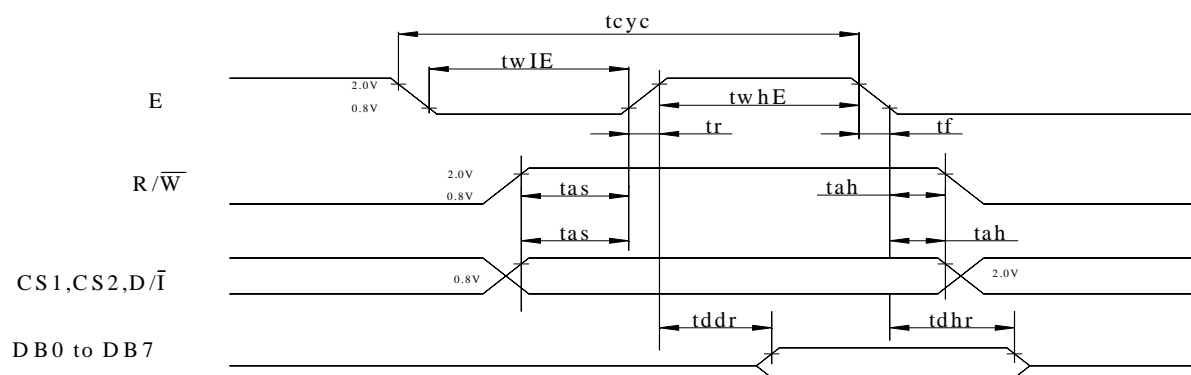 tcyc
twIE
2.0V
E
0.8V
twhE
tr
tf
R/W̅
2.0V
0.8V
tas
tah
tas
tah
CS1,CS2,D/I̅
0.8V
2.0V
tddr
tdhr
DB0 to DB7